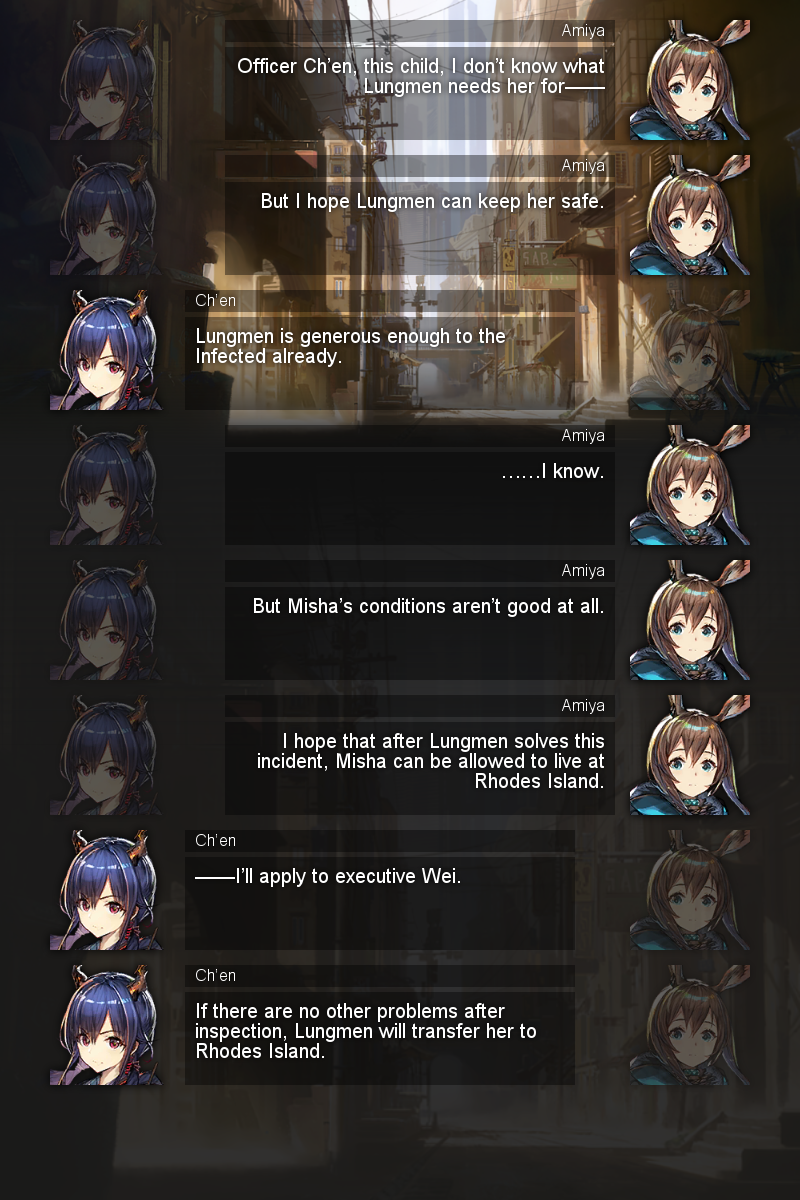 Amiya
Officer Ch'en, this child, I don't know what
Lungmen needs her for——
Amiya
But I hope Lungmen can keep her safe.
Ch'en
Lungmen is generous enough to the
Infected already.
Amiya
……I know.
Amiya
But Misha's conditions aren't good at all.
Amiya
I hope that after Lungmen solves this
incident, Misha can be allowed to live at
Rhodes Island.
Ch'en
——I'll apply to executive Wei.
Ch'en
If there are no other problems after
inspection, Lungmen will transfer her to
Rhodes Island.